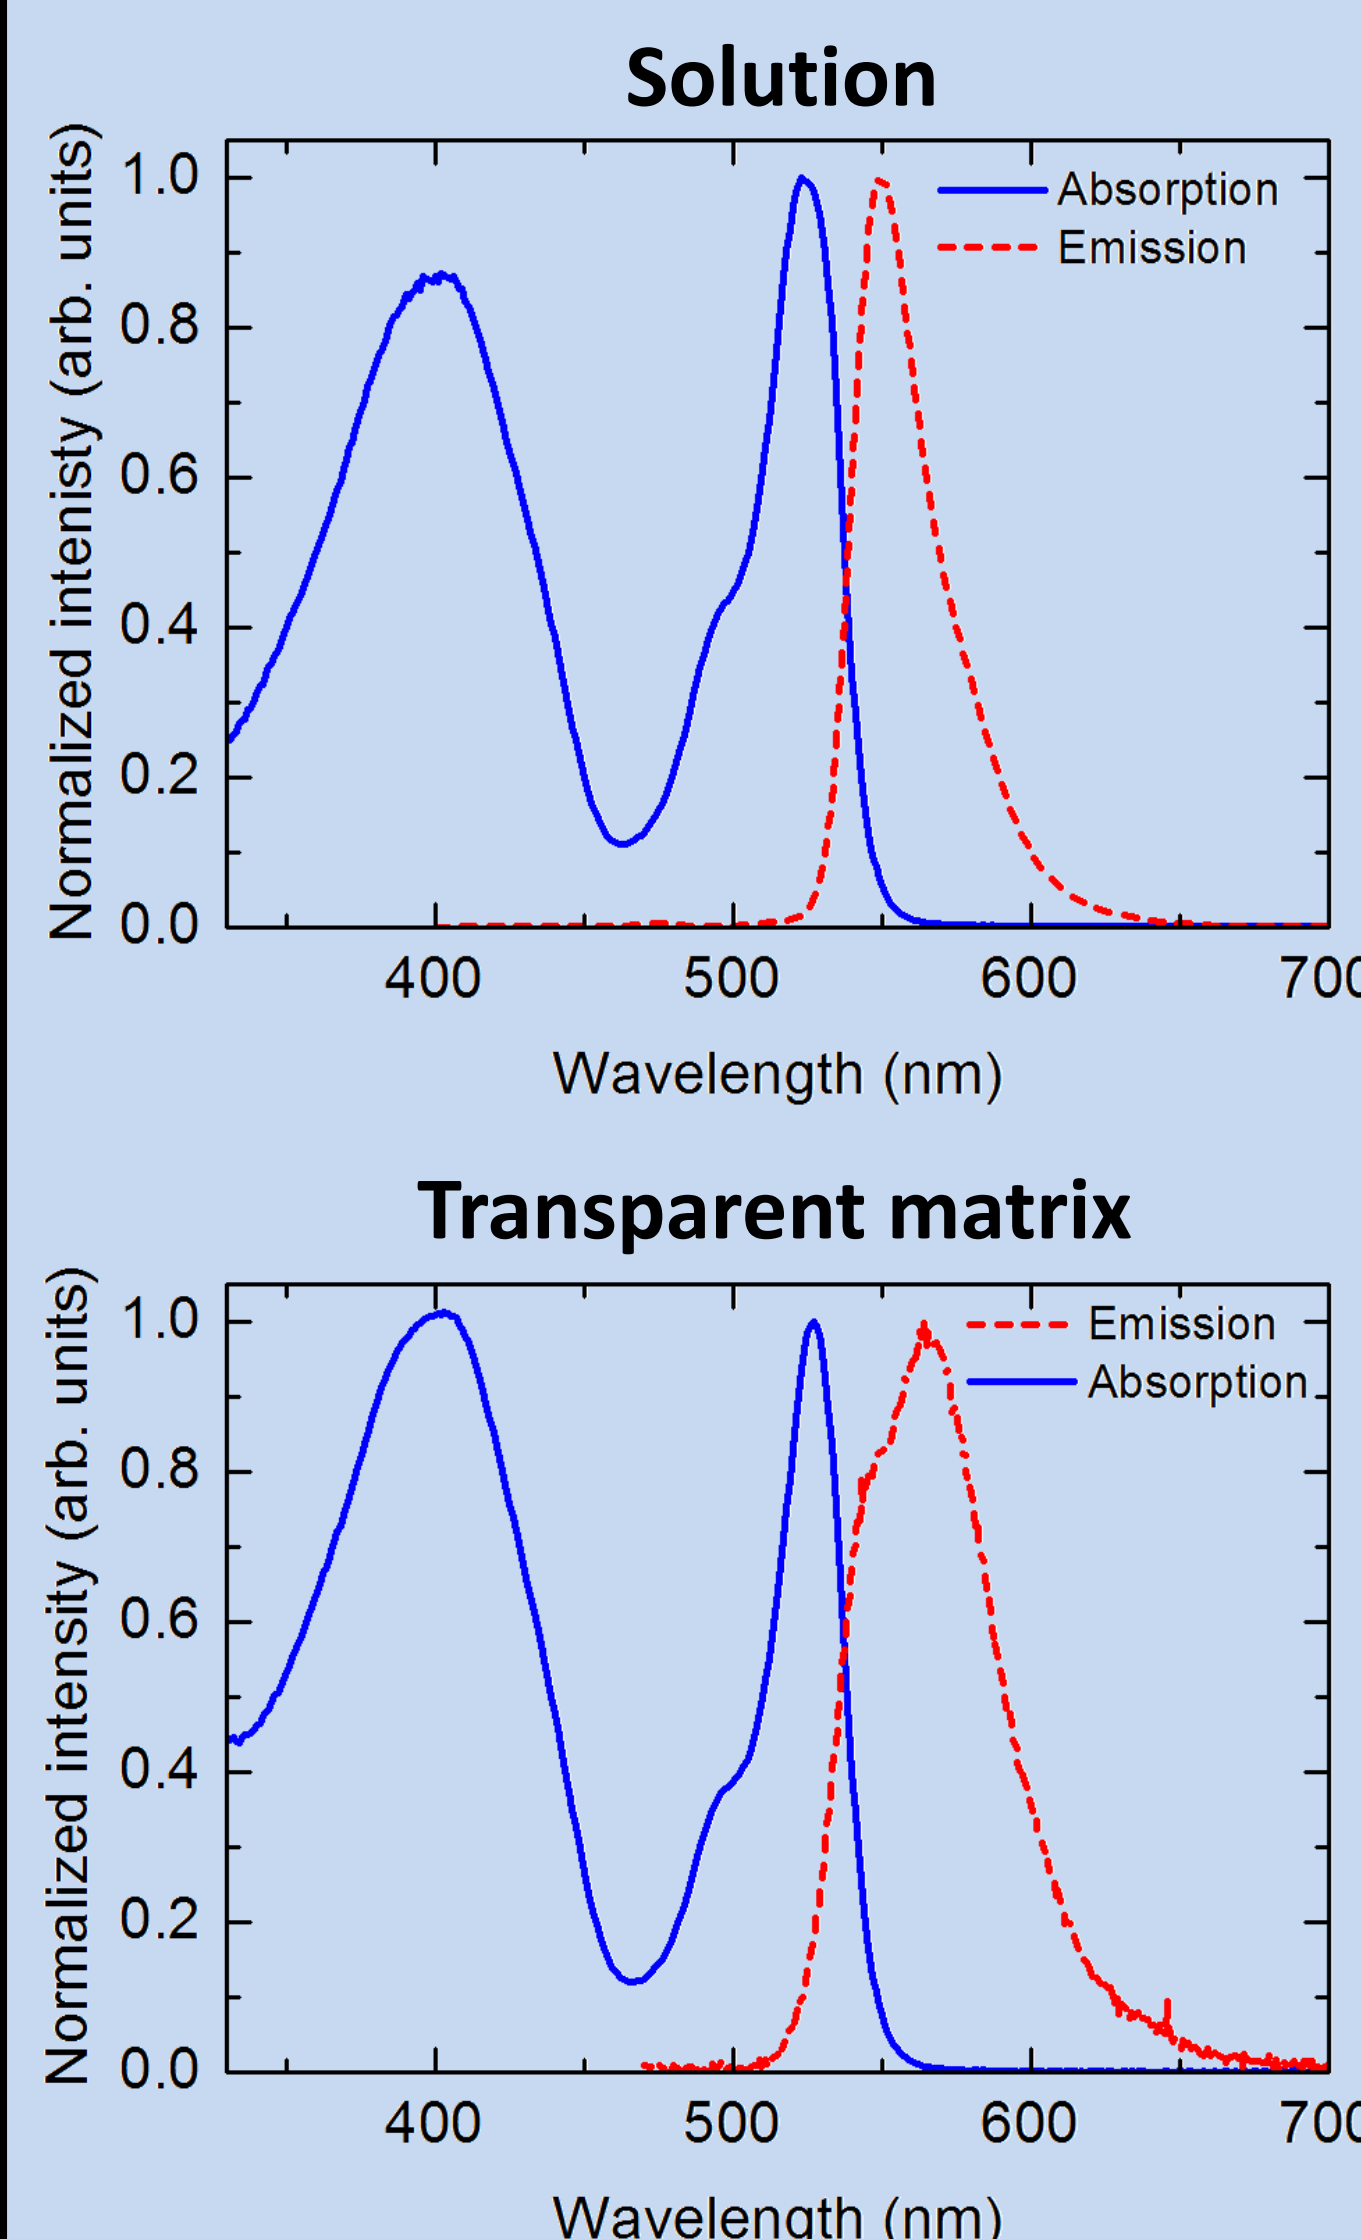 Solution
Normalized intenisty (arb. units)
1.0
0.8
0.6
0.4
0.2
0.0
Absorption
Emission
400 500 600 700
Wavelength (nm)
Transparent matrix
Normalized intensity (arb. units)
1.0
0.8
0.6
0.4
0.2
0.0
Emission
Absorption
400 500 600 700
Wavelength (nm)